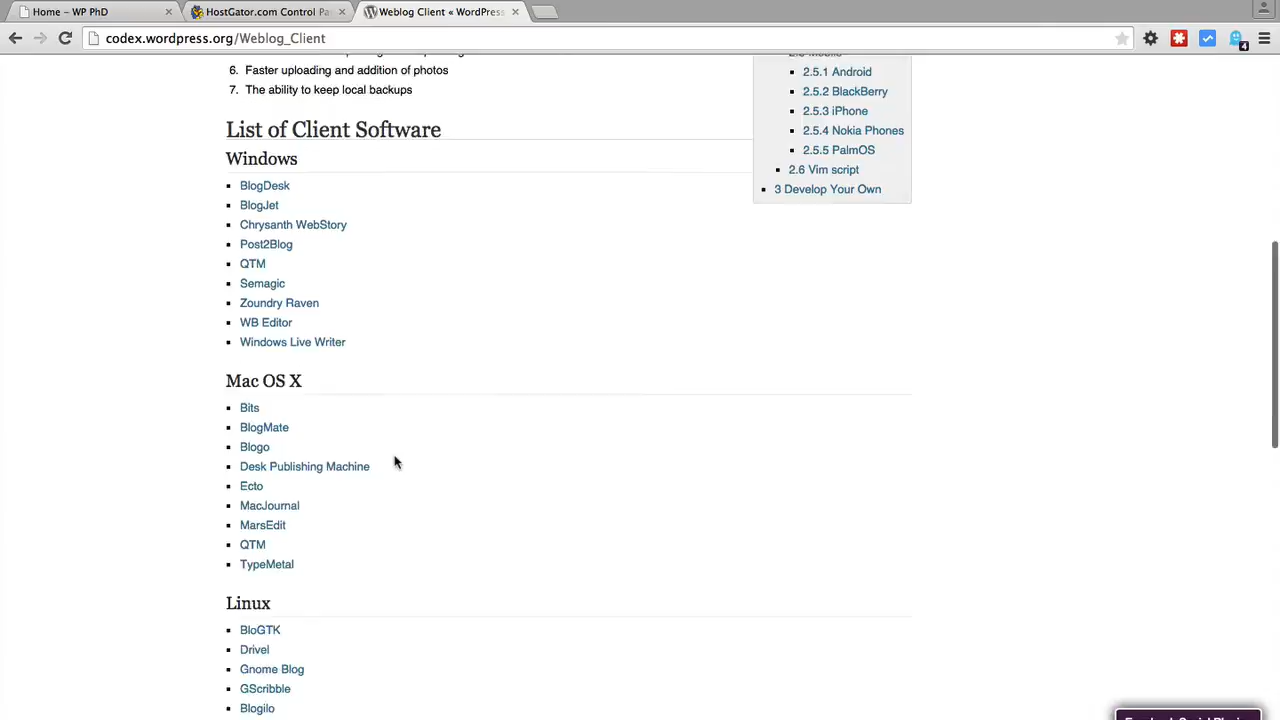 Home – WP PhD
HostGator.com Control Pa
Weblog Client « WordPress
codex.wordpress.org/Weblog_Client
4
6. Faster uploading and addition of photos
7. The ability to keep local backups
2.5.1 Android
2.5.2 BlackBerry
2.5.3 iPhone
2.5.4 Nokia Phones
2.5.5 PalmOS
2.6 Vim script
3 Develop Your Own
List of Client Software
Windows
BlogDesk
BlogJet
Chrysanth WebStory
Post2Blog
QTM
Semagic
Zoundry Raven
WB Editor
Windows Live Writer
Mac OS X
Bits
BlogMate
Blogo
Desk Publishing Machine
Ecto
MacJournal
MarsEdit
QTM
TypeMetal
Linux
BloGTK
Drivel
Gnome Blog
GScribble
Blogilo